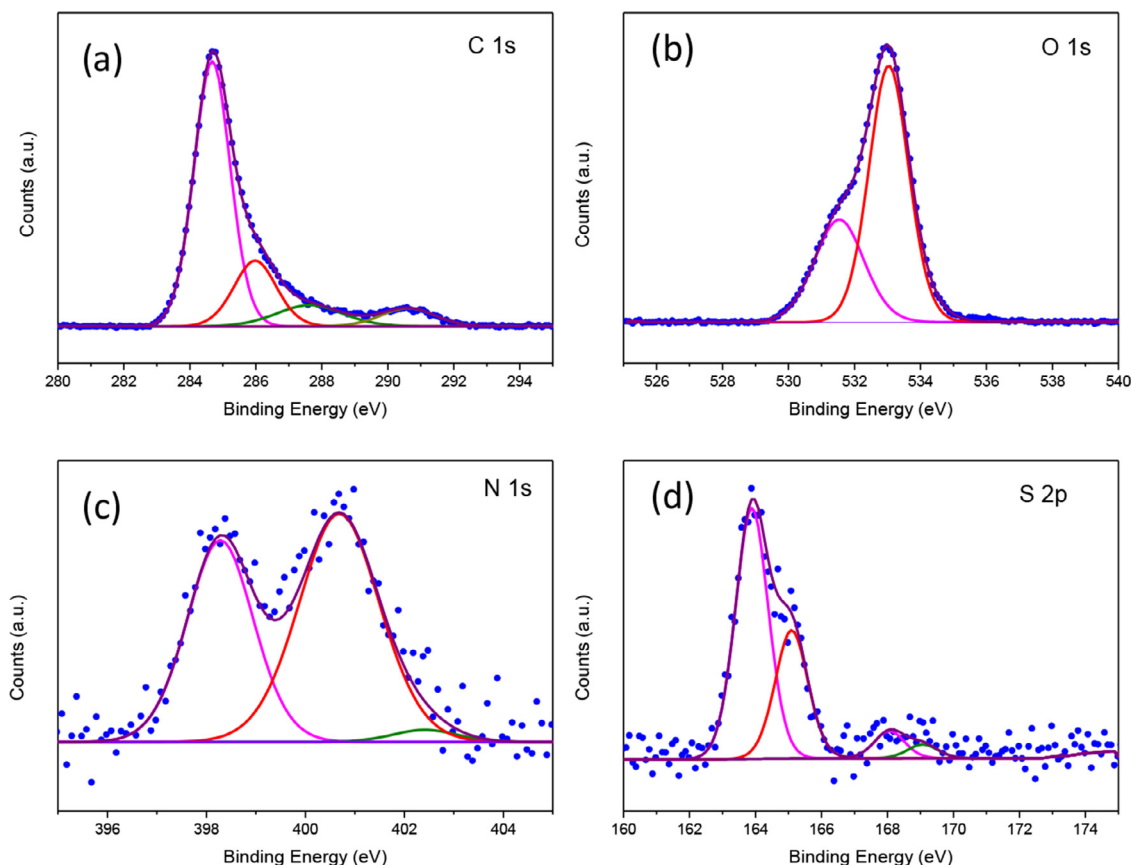 (a)
C 1s
Counts (a.u.)
280 282 284 286 288 290 292 294
Binding Energy (eV)
(b)
O 1s
Counts (a.u.)
526 528 530 532 534 536 538 540
Binding Energy (eV)
(c)
N 1s
Counts (a.u.)
396 398 400 402 404
Binding Energy (eV)
(d)
S 2p
Counts (a.u.)
160 162 164 166 168 170 172 174
Binding Energy (eV)